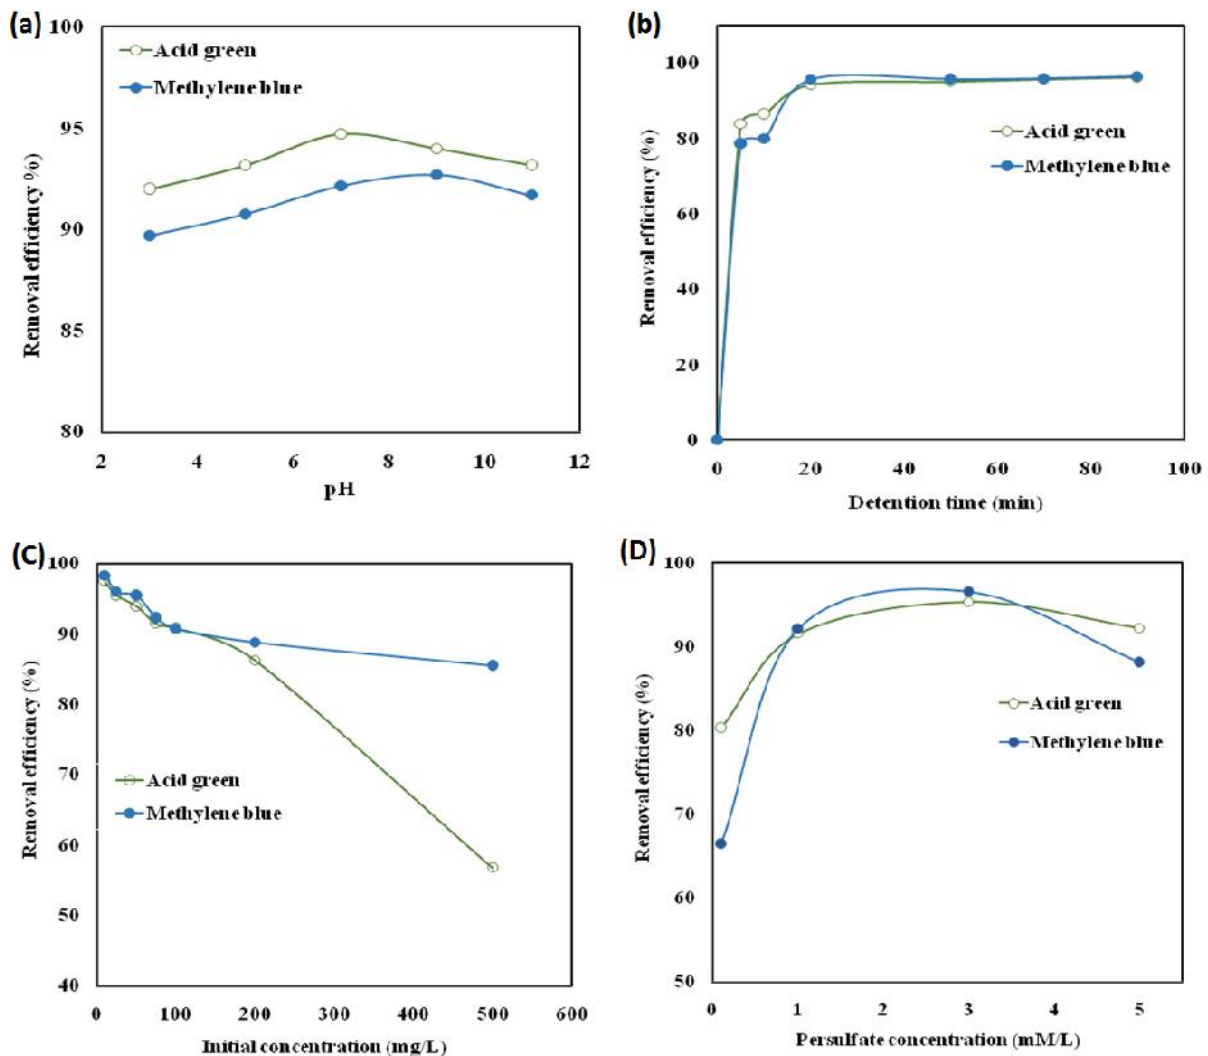 (a)
100
95
90
85
80
Removal efficiency %)
Acid green
Methylene blue
2 4 6 8 10 12
pH
(b)
100
80
60
40
20
0
Removal efficiency (%)
Acid green
Methylene blue
0 20 40 60 80 100
Detention time (min)
(C)
100
90
80
70
60
50
40
Removal efficiency (%)
Acid green
Methylene blue
0 100 200 300 400 500 600
Initial concentration (mg/L)
(D)
100
90
80
70
60
50
Removal efficiency (%)
Acid green
Methylene blue
0 1 2 3 4 5
Persulfate concentration (mM/L)